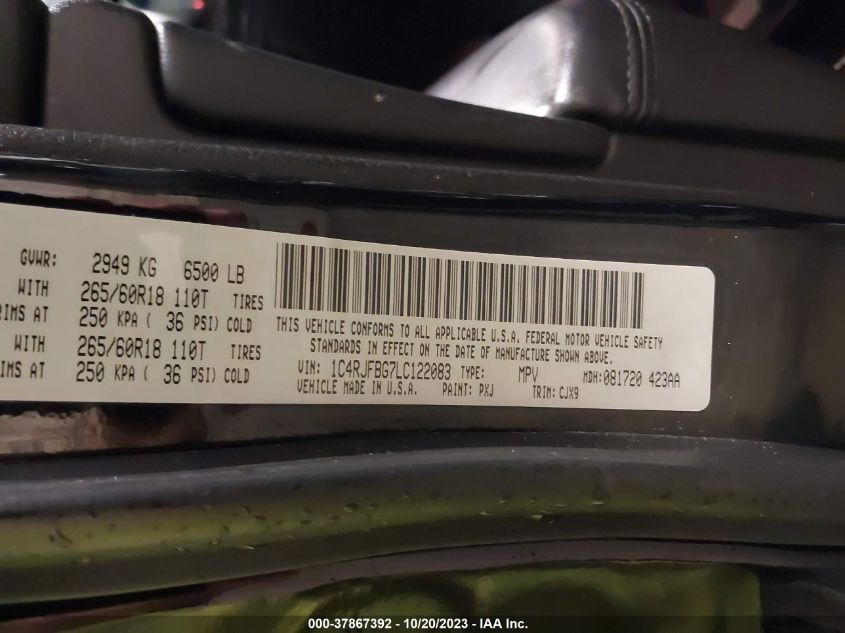 GVWR: 2949 KG 6500 LB
WITH 265/60R18 110T TIRES
RIMS AT 250 KPA ( 36 PSI) COLD
WITH 265/60R18 110T TIRES
RIMS AT 250 KPA ( 36 PSI) COLD
THIS VEHICLE CONFORMS TO ALL APPLICABLE U.S.A. FEDERAL MOTOR VEHICLE SAFETY
STANDARDS IN EFFECT ON THE DATE OF MANUFACTURE SHOWN ABOVE.
VIN: 1C4RJFBG7LC122083 TYPE: MPV MDH:081720 423AA
VEHICLE MADE IN U.S.A. PAINT: PXJ TRIM: CJX9
000-37867392 - 10/20/2023 - IAA Inc.